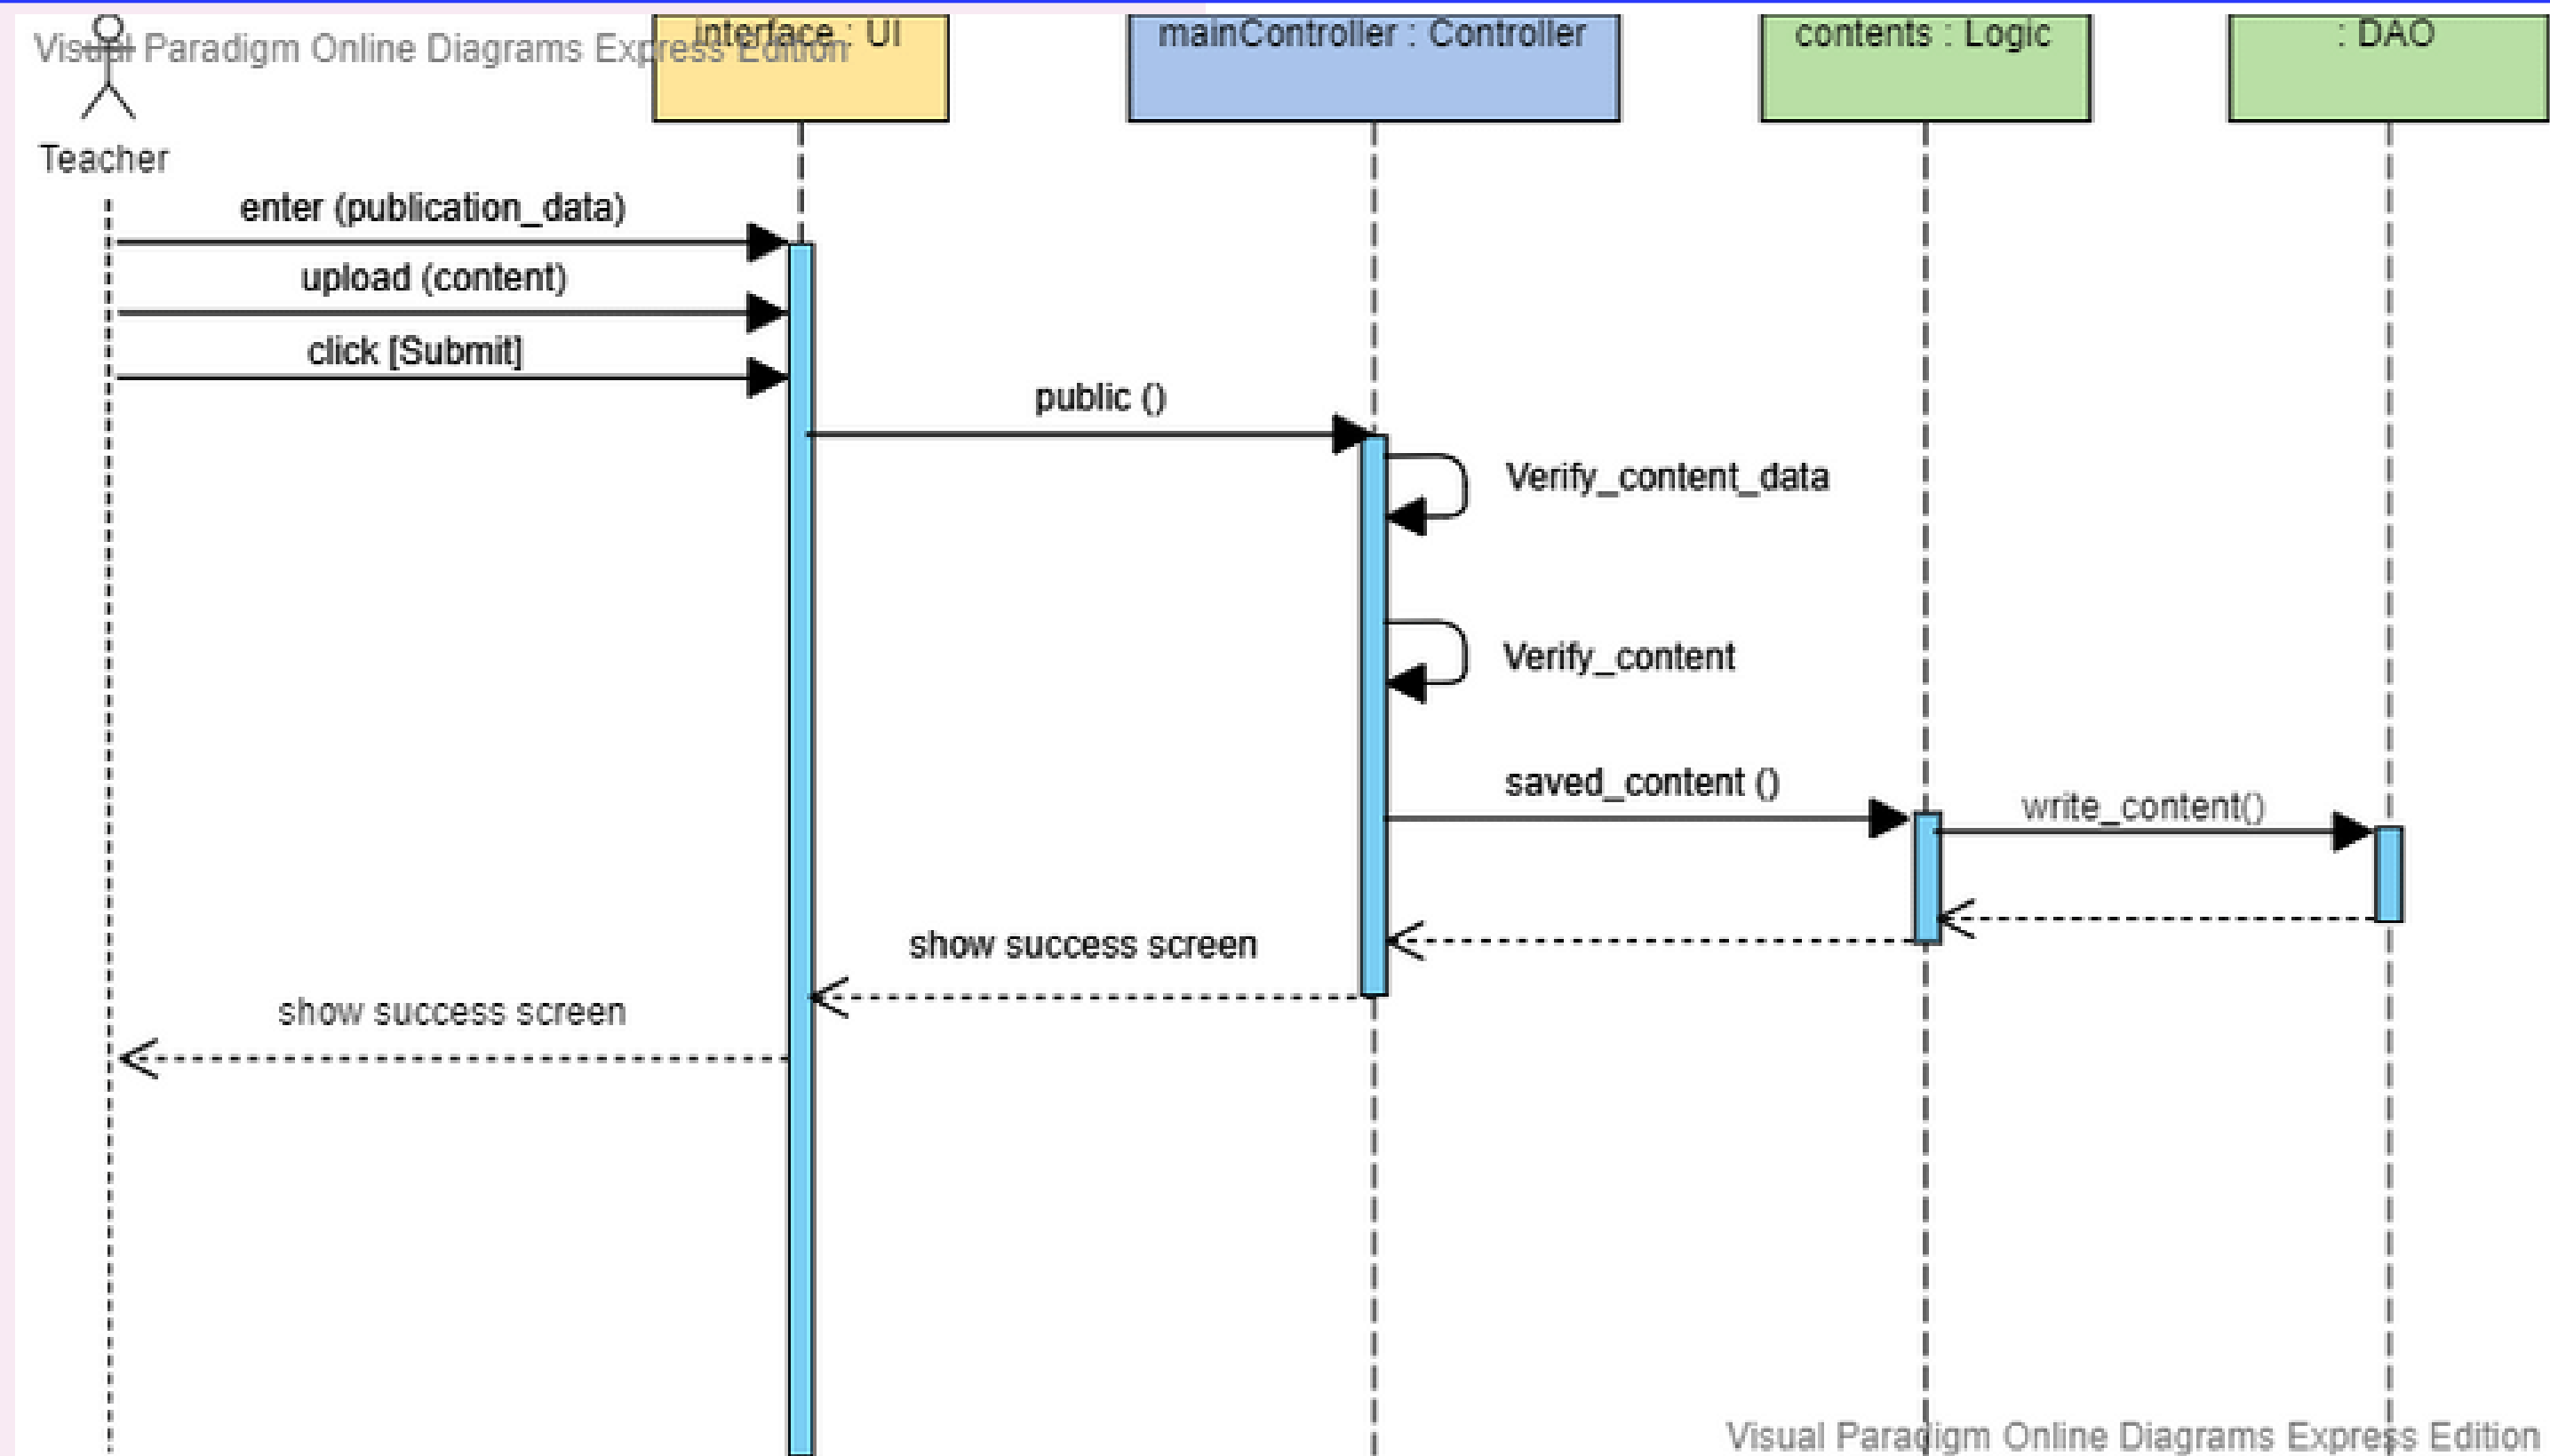 Visual Paradigm Online Diagrams Express Edition
interface : UI
mainController : Controller
contents : Logic
: DAO
Teacher
enter (publication_data)
upload (content)
click [Submit]
public ()
Verify_content_data
Verify_content
saved_content ()
write_content()
show success screen
show success screen
Visual Paradigm Online Diagrams Express Edition